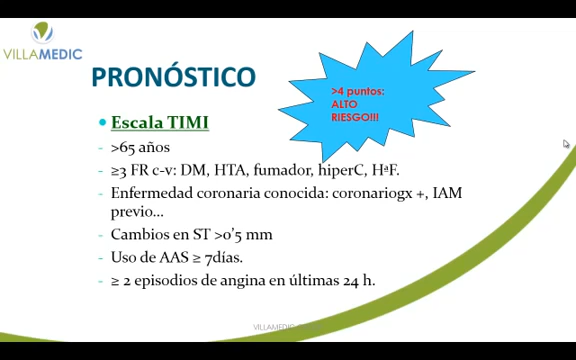 VILLAMEDIC
PRONÓSTICO
>4 puntos:
ALTO
RIESGO!!!
• Escala TIMI
- >65 años
- ≥3 FR c-v: DM, HTA, fumador, hiperC, HªF.
- Enfermedad coronaria conocida: coronariogx +, IAM
previo...
- Cambios en ST >0'5 mm
- Uso de AAS ≥ 7días.
- ≥ 2 episodios de angina en últimas 24 h.
VILLAMEDIC